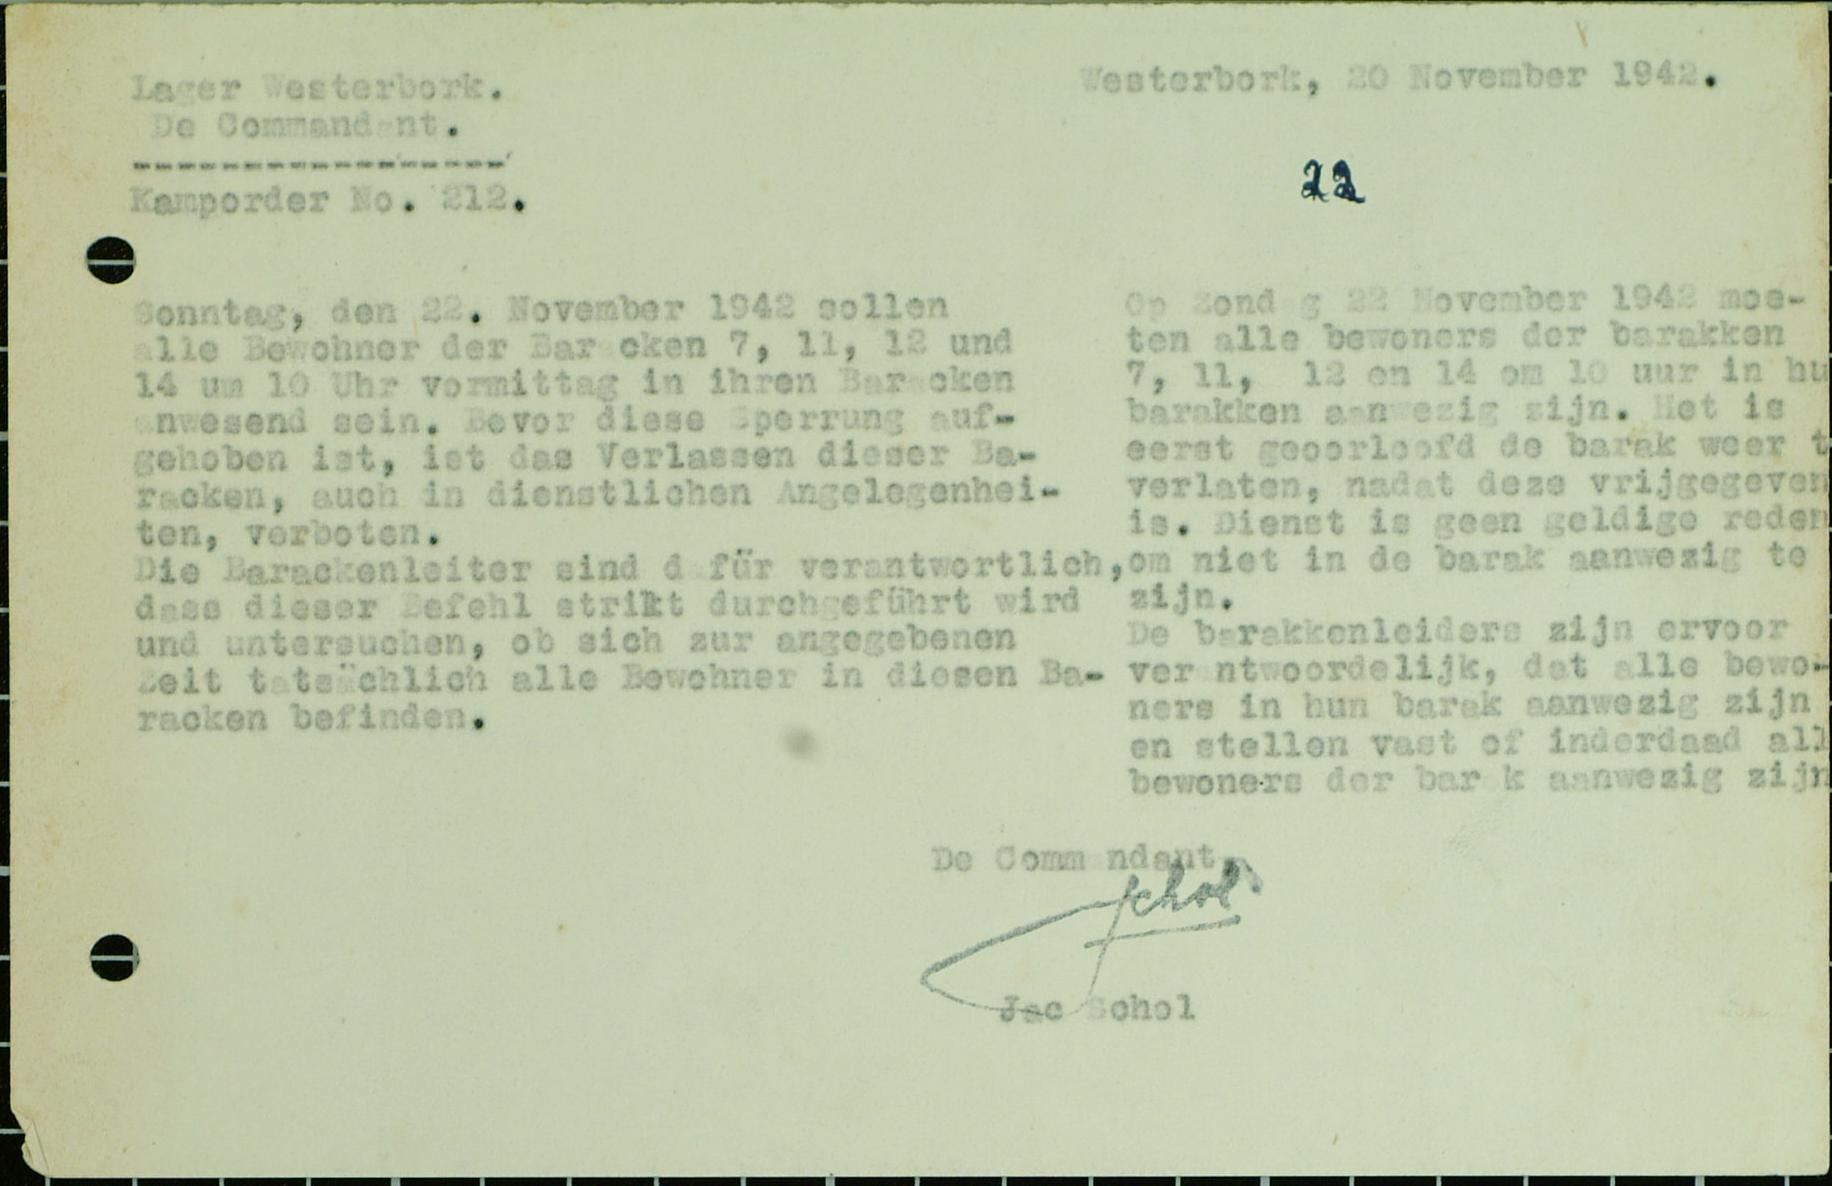 Lager Westerbork.
De Commandant.
-------------------
Kamporder No. 212.
Westerbork, 20 November 1942.
22
Sonntag, den 22. November 1942 sollen
alle Bewohner der Baracken 7, 11, 12 und
14 um 10 Uhr vormittag in ihren Baracken
anwesend sein. Bevor diese Sperrung auf-
gehoben ist, ist das Verlassen dieser Ba-
racken, auch in dienstlichen Angelegenhei-
ten, verboten.
Die Barackenleiter sind dafür verantwortlich,
dass dieser Befehl strikt durchgeführt wird
und untersuchen, ob sich zur angegebenen
Zeit tatsächlich alle Bewohner in diesen Ba-
racken befinden.
Op Zondag 22 November 1942 moe-
ten alle bewoners der barakken
7, 11, 12 en 14 om 10 uur in hu
barakken aanwezig zijn. Het is
eerst geoorloofd de barak weer t
verlaten, nadat deze vrijgegeven
is. Dienst is geen geldige reden
om niet in de barak aanwezig te
zijn.
De barakkenleiders zijn ervoor
verantwoordelijk, dat alle bewo-
ners in hun barak aanwezig zijn
en stellen vast of inderdaad all
bewoners der barak aanwezig zijn
De Commandant,
Schol
Jac Schol